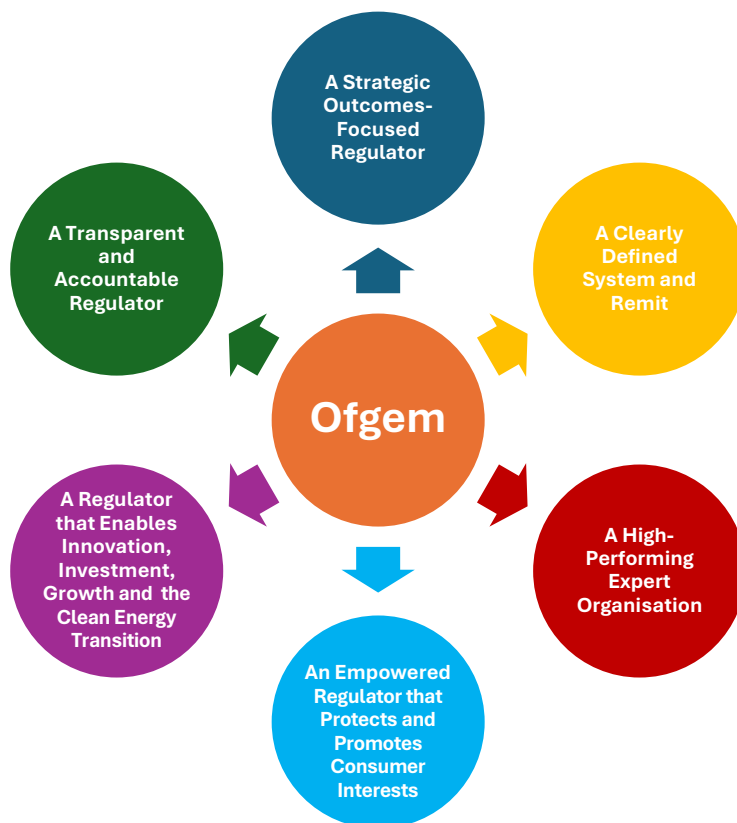 A Strategic
Outcomes-
Focused
Regulator
A Transparent
and
Accountable
Regulator
A Clearly
Defined
System and
Remit
Ofgem
A Regulator
that Enables
Innovation,
Investment,
Growth and the
Clean Energy
Transition
A High-
Performing
Expert
Organisation
An Empowered
Regulator that
Protects and
Promotes
Consumer
Interests